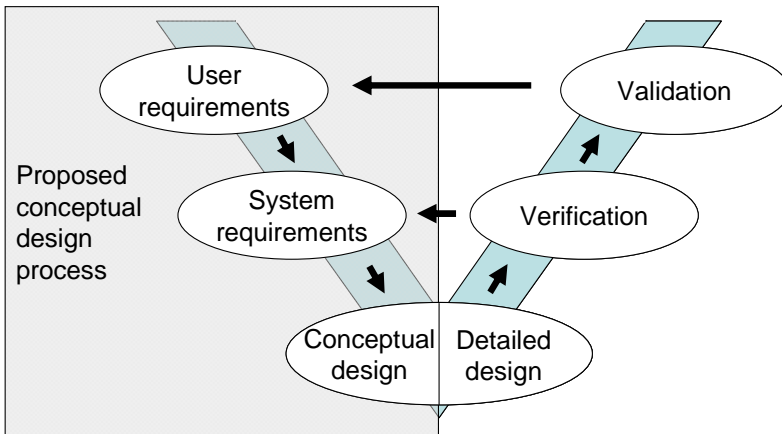 User
requirements
Validation
Proposed
conceptual
design
process
System
requirements
Verification
Conceptual
design
Detailed
design